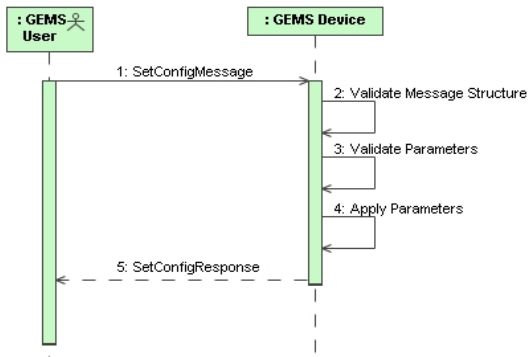 : GEMS
User
: GEMS Device
1: SetConfigMessage
2: Validate Message Structure
3: Validate Parameters
4: Apply Parameters
5: SetConfigResponse